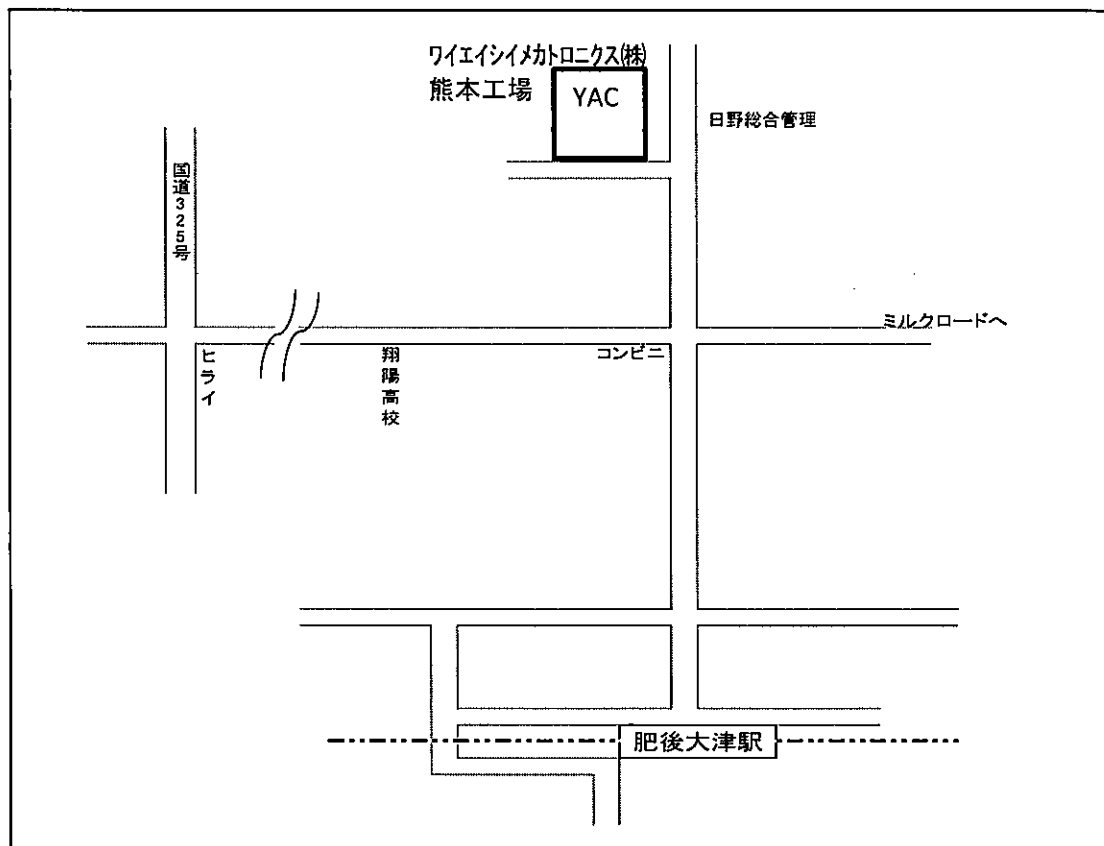 ワイエイシイメカトロニクス(株)
熊本工場
YAC
日野総合管理
国道325号
ミルクロードへ
ヒライ
翔陽高校
コンビニ
肥後大津駅